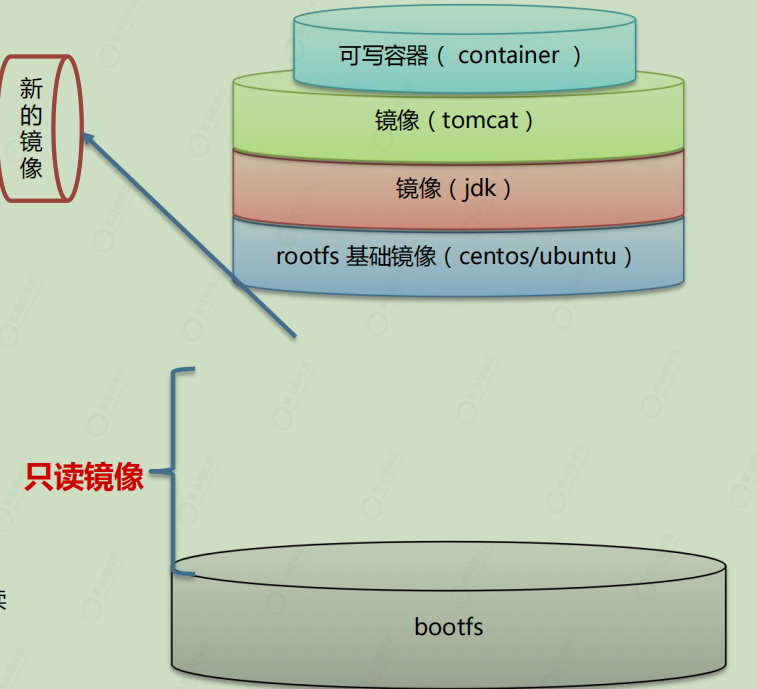 可写容器（ container ）
新的镜像
镜像（tomcat）
镜像（jdk）
rootfs 基础镜像（centos/ubuntu）
只读镜像
bootfs